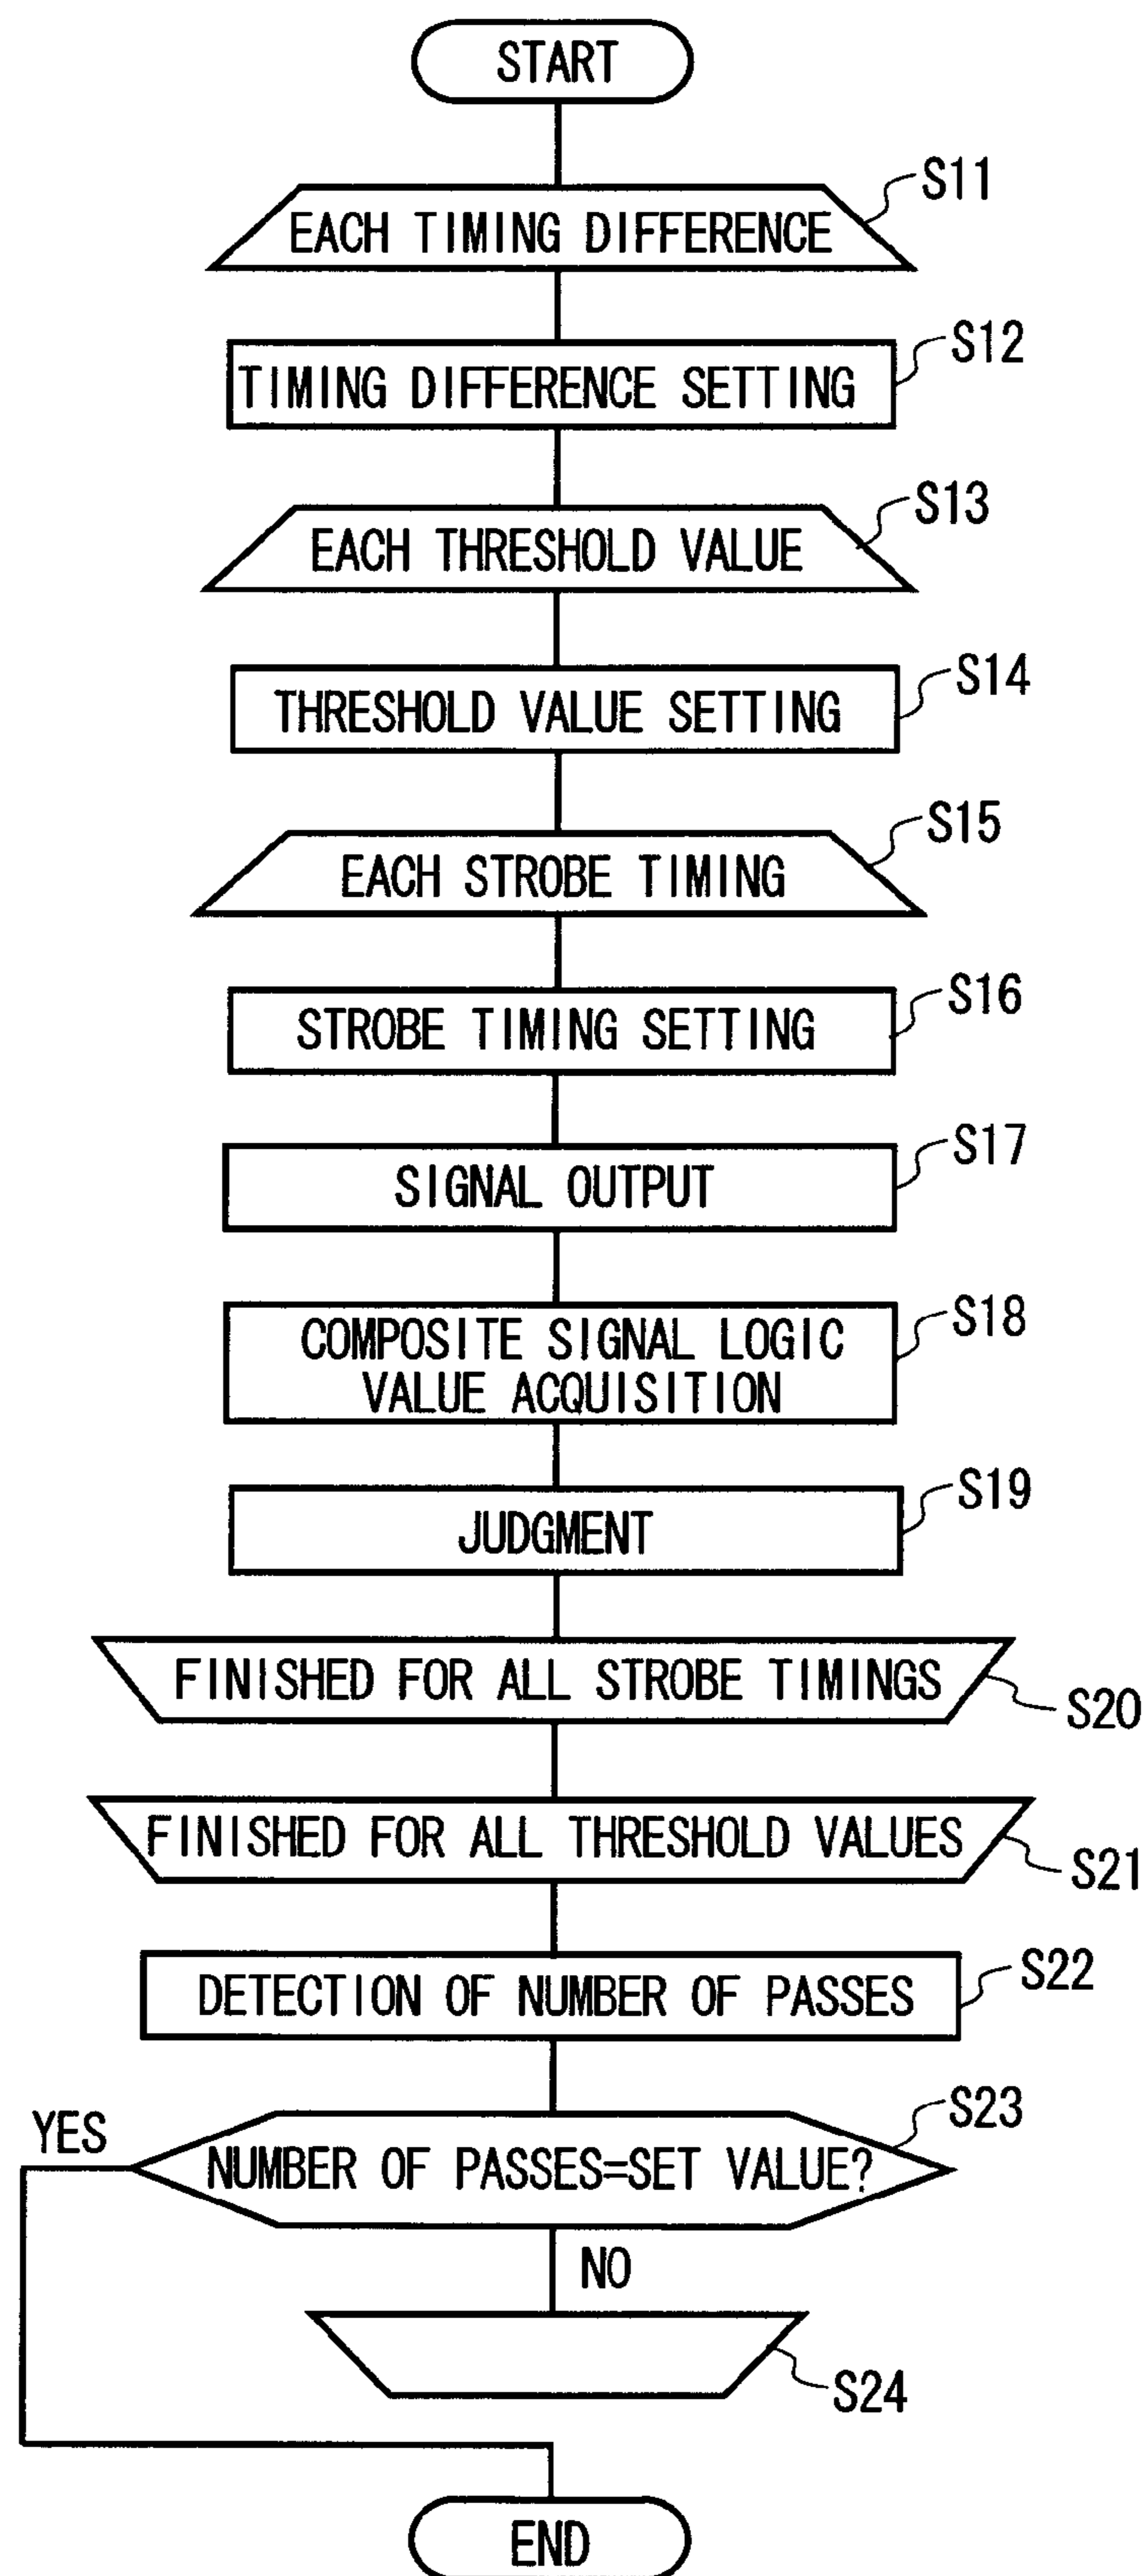 START
EACH TIMING DIFFERENCE
S11
TIMING DIFFERENCE SETTING
S12
EACH THRESHOLD VALUE
S13
THRESHOLD VALUE SETTING
S14
EACH STROBE TIMING
S15
STROBE TIMING SETTING
S16
SIGNAL OUTPUT
S17
COMPOSITE SIGNAL LOGIC
VALUE ACQUISITION
S18
JUDGMENT
S19
FINISHED FOR ALL STROBE TIMINGS
S20
FINISHED FOR ALL THRESHOLD VALUES
S21
DETECTION OF NUMBER OF PASSES
S22
NUMBER OF PASSES=SET VALUE?
S23
YES
NO
S24
END